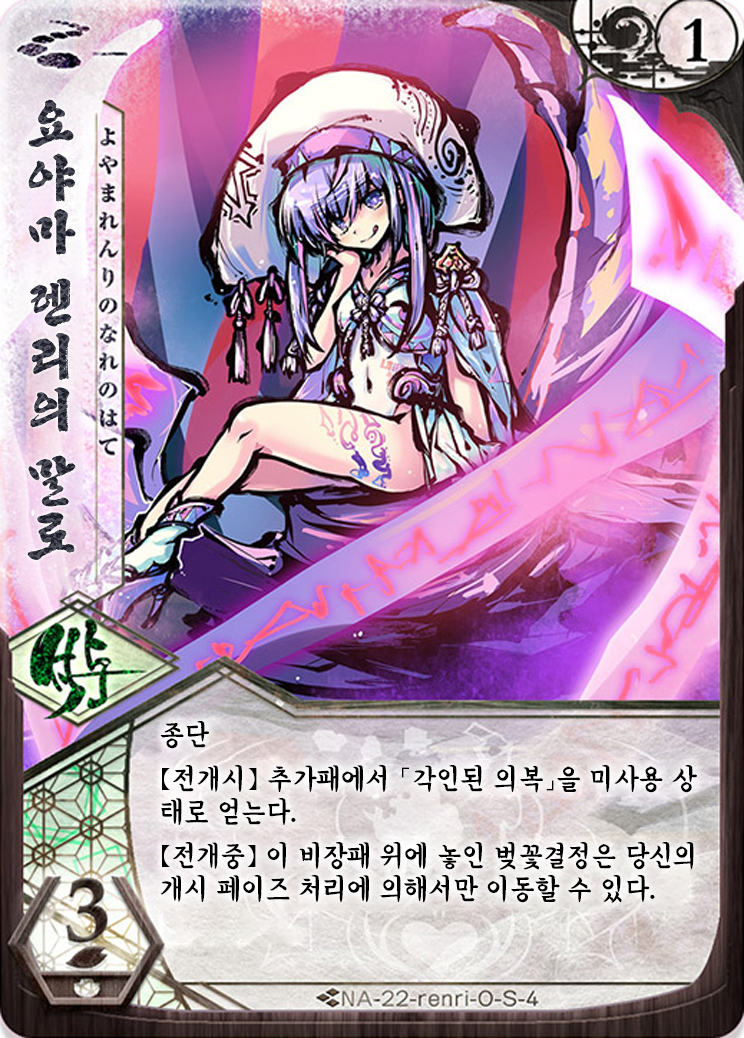 1
요야마 렌리의 말로
よやまれんりのなれのはて
종단
【전개시】 추가패에서 「각인된 의복」을 미사용 상
태로 얻는다.
【전개중】 이 비장패 위에 놓인 벚꽃결정은 당신의
개시 페이즈 처리에 의해서만 이동할 수 있다.
3
NA-22-renri-O-S-4